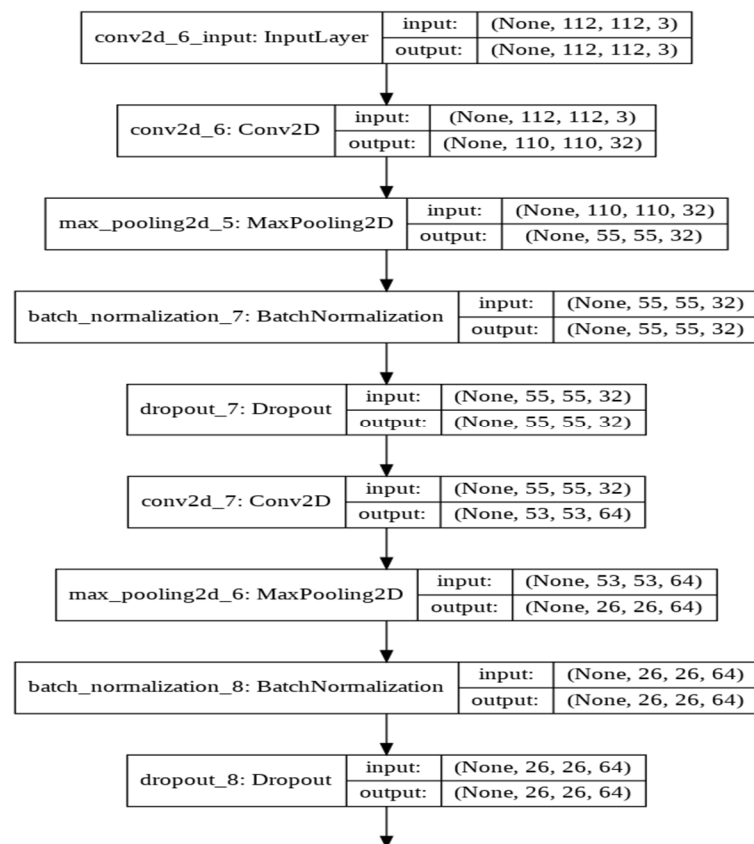 conv2d_6_input: InputLayer
input: (None, 112, 112, 3)
output: (None, 112, 112, 3)
conv2d_6: Conv2D
input: (None, 112, 112, 3)
output: (None, 110, 110, 32)
max_pooling2d_5: MaxPooling2D
input: (None, 110, 110, 32)
output: (None, 55, 55, 32)
batch_normalization_7: BatchNormalization
input: (None, 55, 55, 32)
output: (None, 55, 55, 32)
dropout_7: Dropout
input: (None, 55, 55, 32)
output: (None, 55, 55, 32)
conv2d_7: Conv2D
input: (None, 55, 55, 32)
output: (None, 53, 53, 64)
max_pooling2d_6: MaxPooling2D
input: (None, 53, 53, 64)
output: (None, 26, 26, 64)
batch_normalization_8: BatchNormalization
input: (None, 26, 26, 64)
output: (None, 26, 26, 64)
dropout_8: Dropout
input: (None, 26, 26, 64)
output: (None, 26, 26, 64)